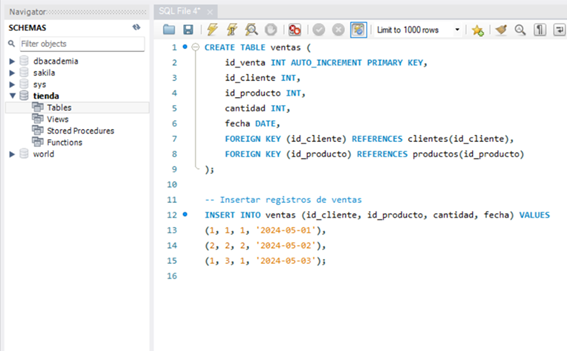 Navigator
SCHEMAS
Filter objects
dbacademia
sakila
sys
tienda
Tables
Views
Stored Procedures
Functions
world
SQL File 4*
Limit to 1000 rows
1 CREATE TABLE ventas (
2 id_venta INT AUTO_INCREMENT PRIMARY KEY,
3 id_cliente INT,
4 id_producto INT,
5 cantidad INT,
6 fecha DATE,
7 FOREIGN KEY (id_cliente) REFERENCES clientes(id_cliente),
8 FOREIGN KEY (id_producto) REFERENCES productos(id_producto)
9 );
10
11 -- Insertar registros de ventas
12 INSERT INTO ventas (id_cliente, id_producto, cantidad, fecha) VALUES
13 (1, 1, 1, '2024-05-01'),
14 (2, 2, 2, '2024-05-02'),
15 (1, 3, 1, '2024-05-03');
16